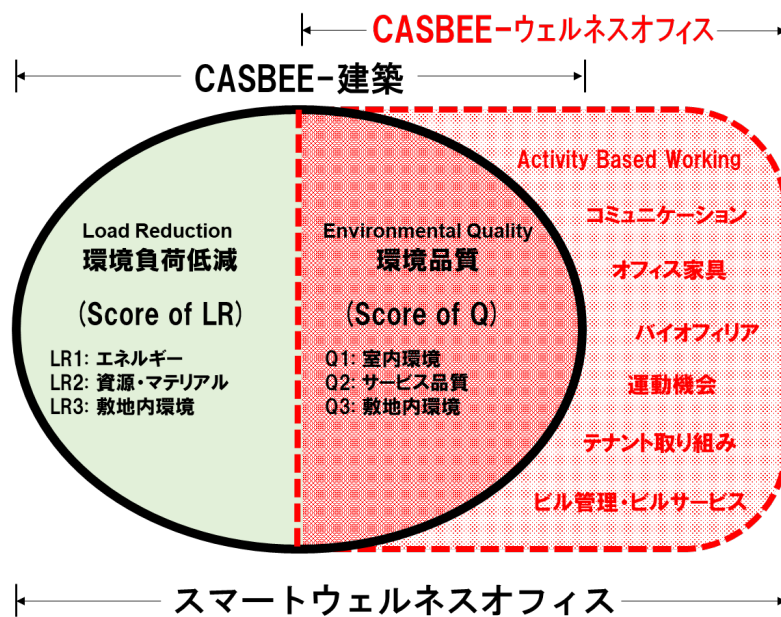 CASBEE-ウェルネスオフィス
CASBEE-建築
Load Reduction
環境負荷低減
(Score of LR)
LR1: エネルギー
LR2: 資源・マテリアル
LR3: 敷地内環境
Environmental Quality
環境品質
(Score of Q)
Q1: 室内環境
Q2: サービス品質
Q3: 敷地内環境
Activity Based Working
コミュニケーション
オフィス家具
バイオフィリア
運動機会
テナント取り組み
ビル管理・ビルサービス
スマートウェルネスオフィス